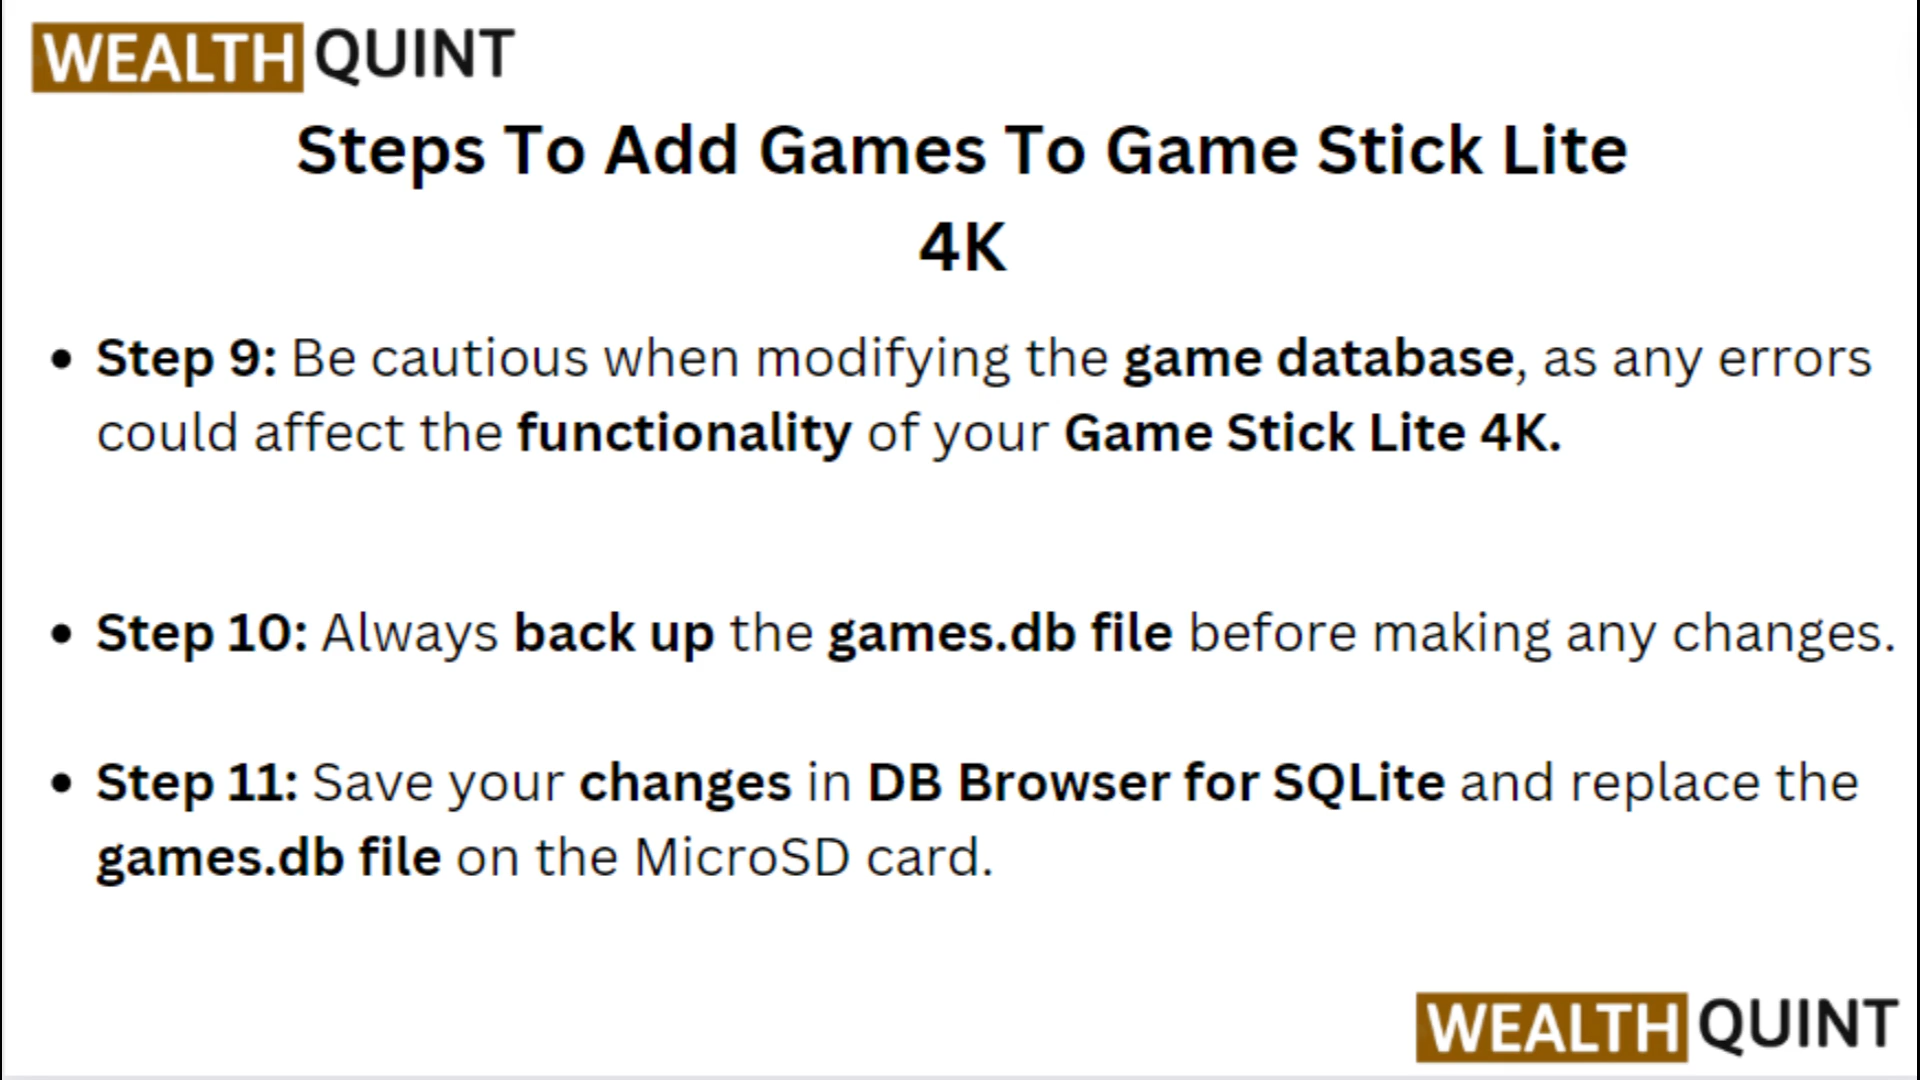 WEALTH QUINT
Steps To Add Games To Game Stick Lite
4K
• Step 9: Be cautious when modifying the game database, as any errors
could affect the functionality of your Game Stick Lite 4K.
• Step 10: Always back up the games.db file before making any changes.
• Step 11: Save your changes in DB Browser for SQLite and replace the
games.db file on the MicroSD card.
WEALTH QUINT